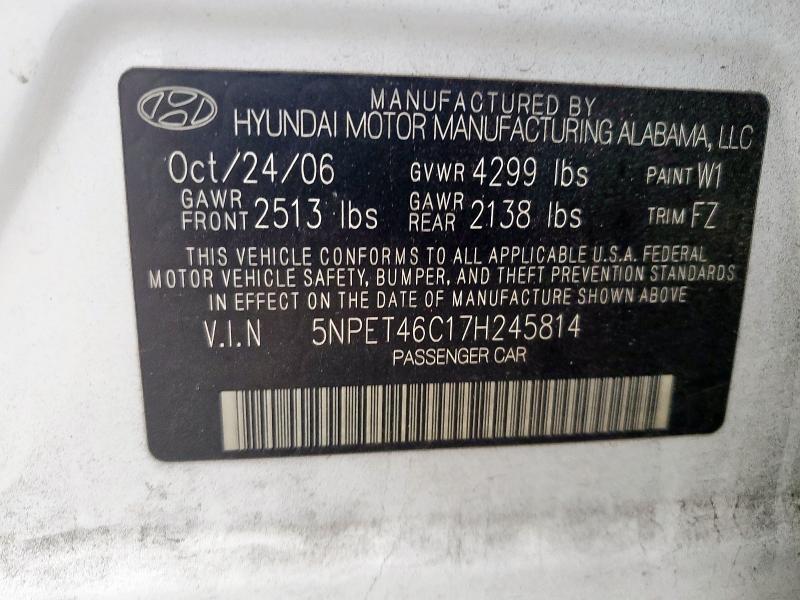 MANUFACTURED BY
HYUNDAI MOTOR MANUFACTURING ALABAMA, LLC
Oct/24/06 GVWR 4299 lbs PAINT W1
GAWR FRONT 2513 lbs GAWR REAR 2138 lbs TRIM FZ
THIS VEHICLE CONFORMS TO ALL APPLICABLE U.S.A. FEDERAL
MOTOR VEHICLE SAFETY, BUMPER, AND THEFT PREVENTION STANDARDS
IN EFFECT ON THE DATE OF MANUFACTURE SHOWN ABOVE
V.I.N 5NPET46C17H245814
PASSENGER CAR